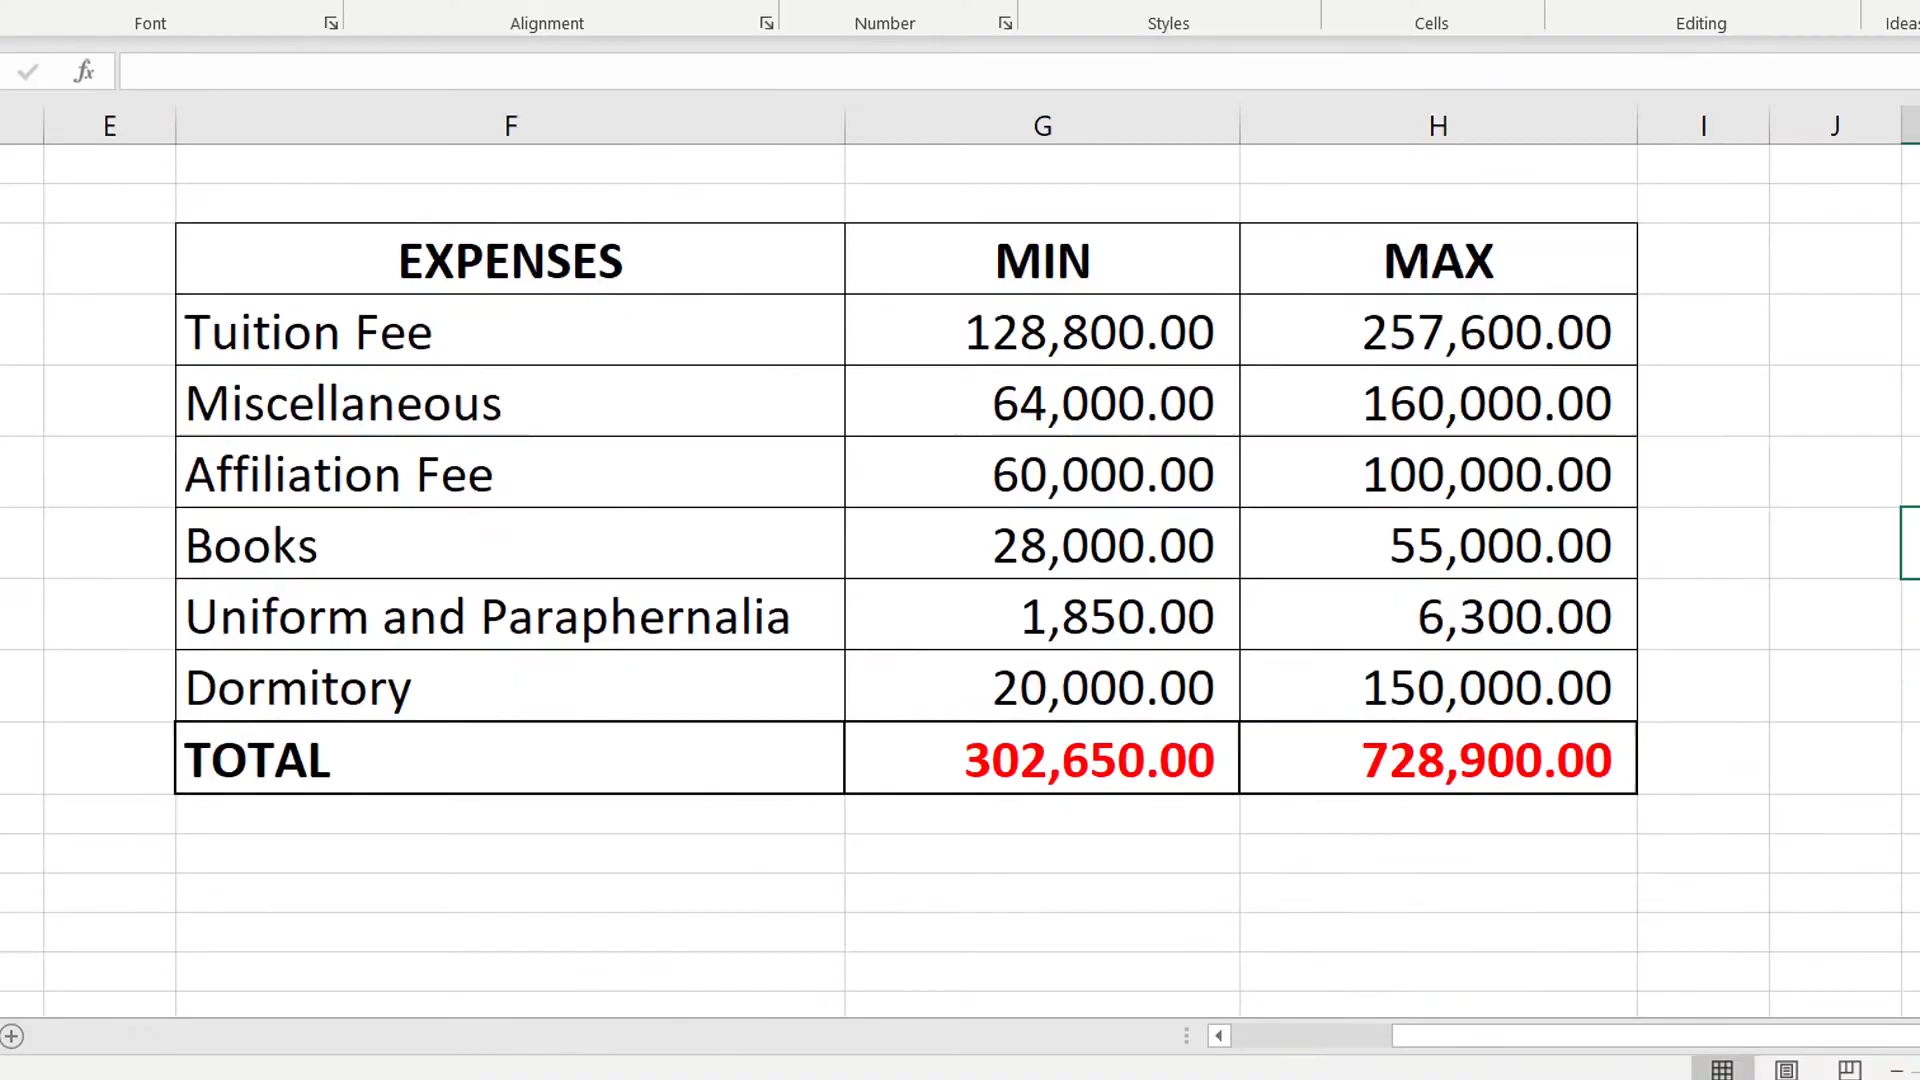 Font Alignment Number Styles Cells Editing
fx
E F G H I J
EXPENSES MIN MAX
Tuition Fee 128,800.00 257,600.00
Miscellaneous 64,000.00 160,000.00
Affiliation Fee 60,000.00 100,000.00
Books 28,000.00 55,000.00
Uniform and Paraphernalia 1,850.00 6,300.00
Dormitory 20,000.00 150,000.00
TOTAL 302,650.00 728,900.00